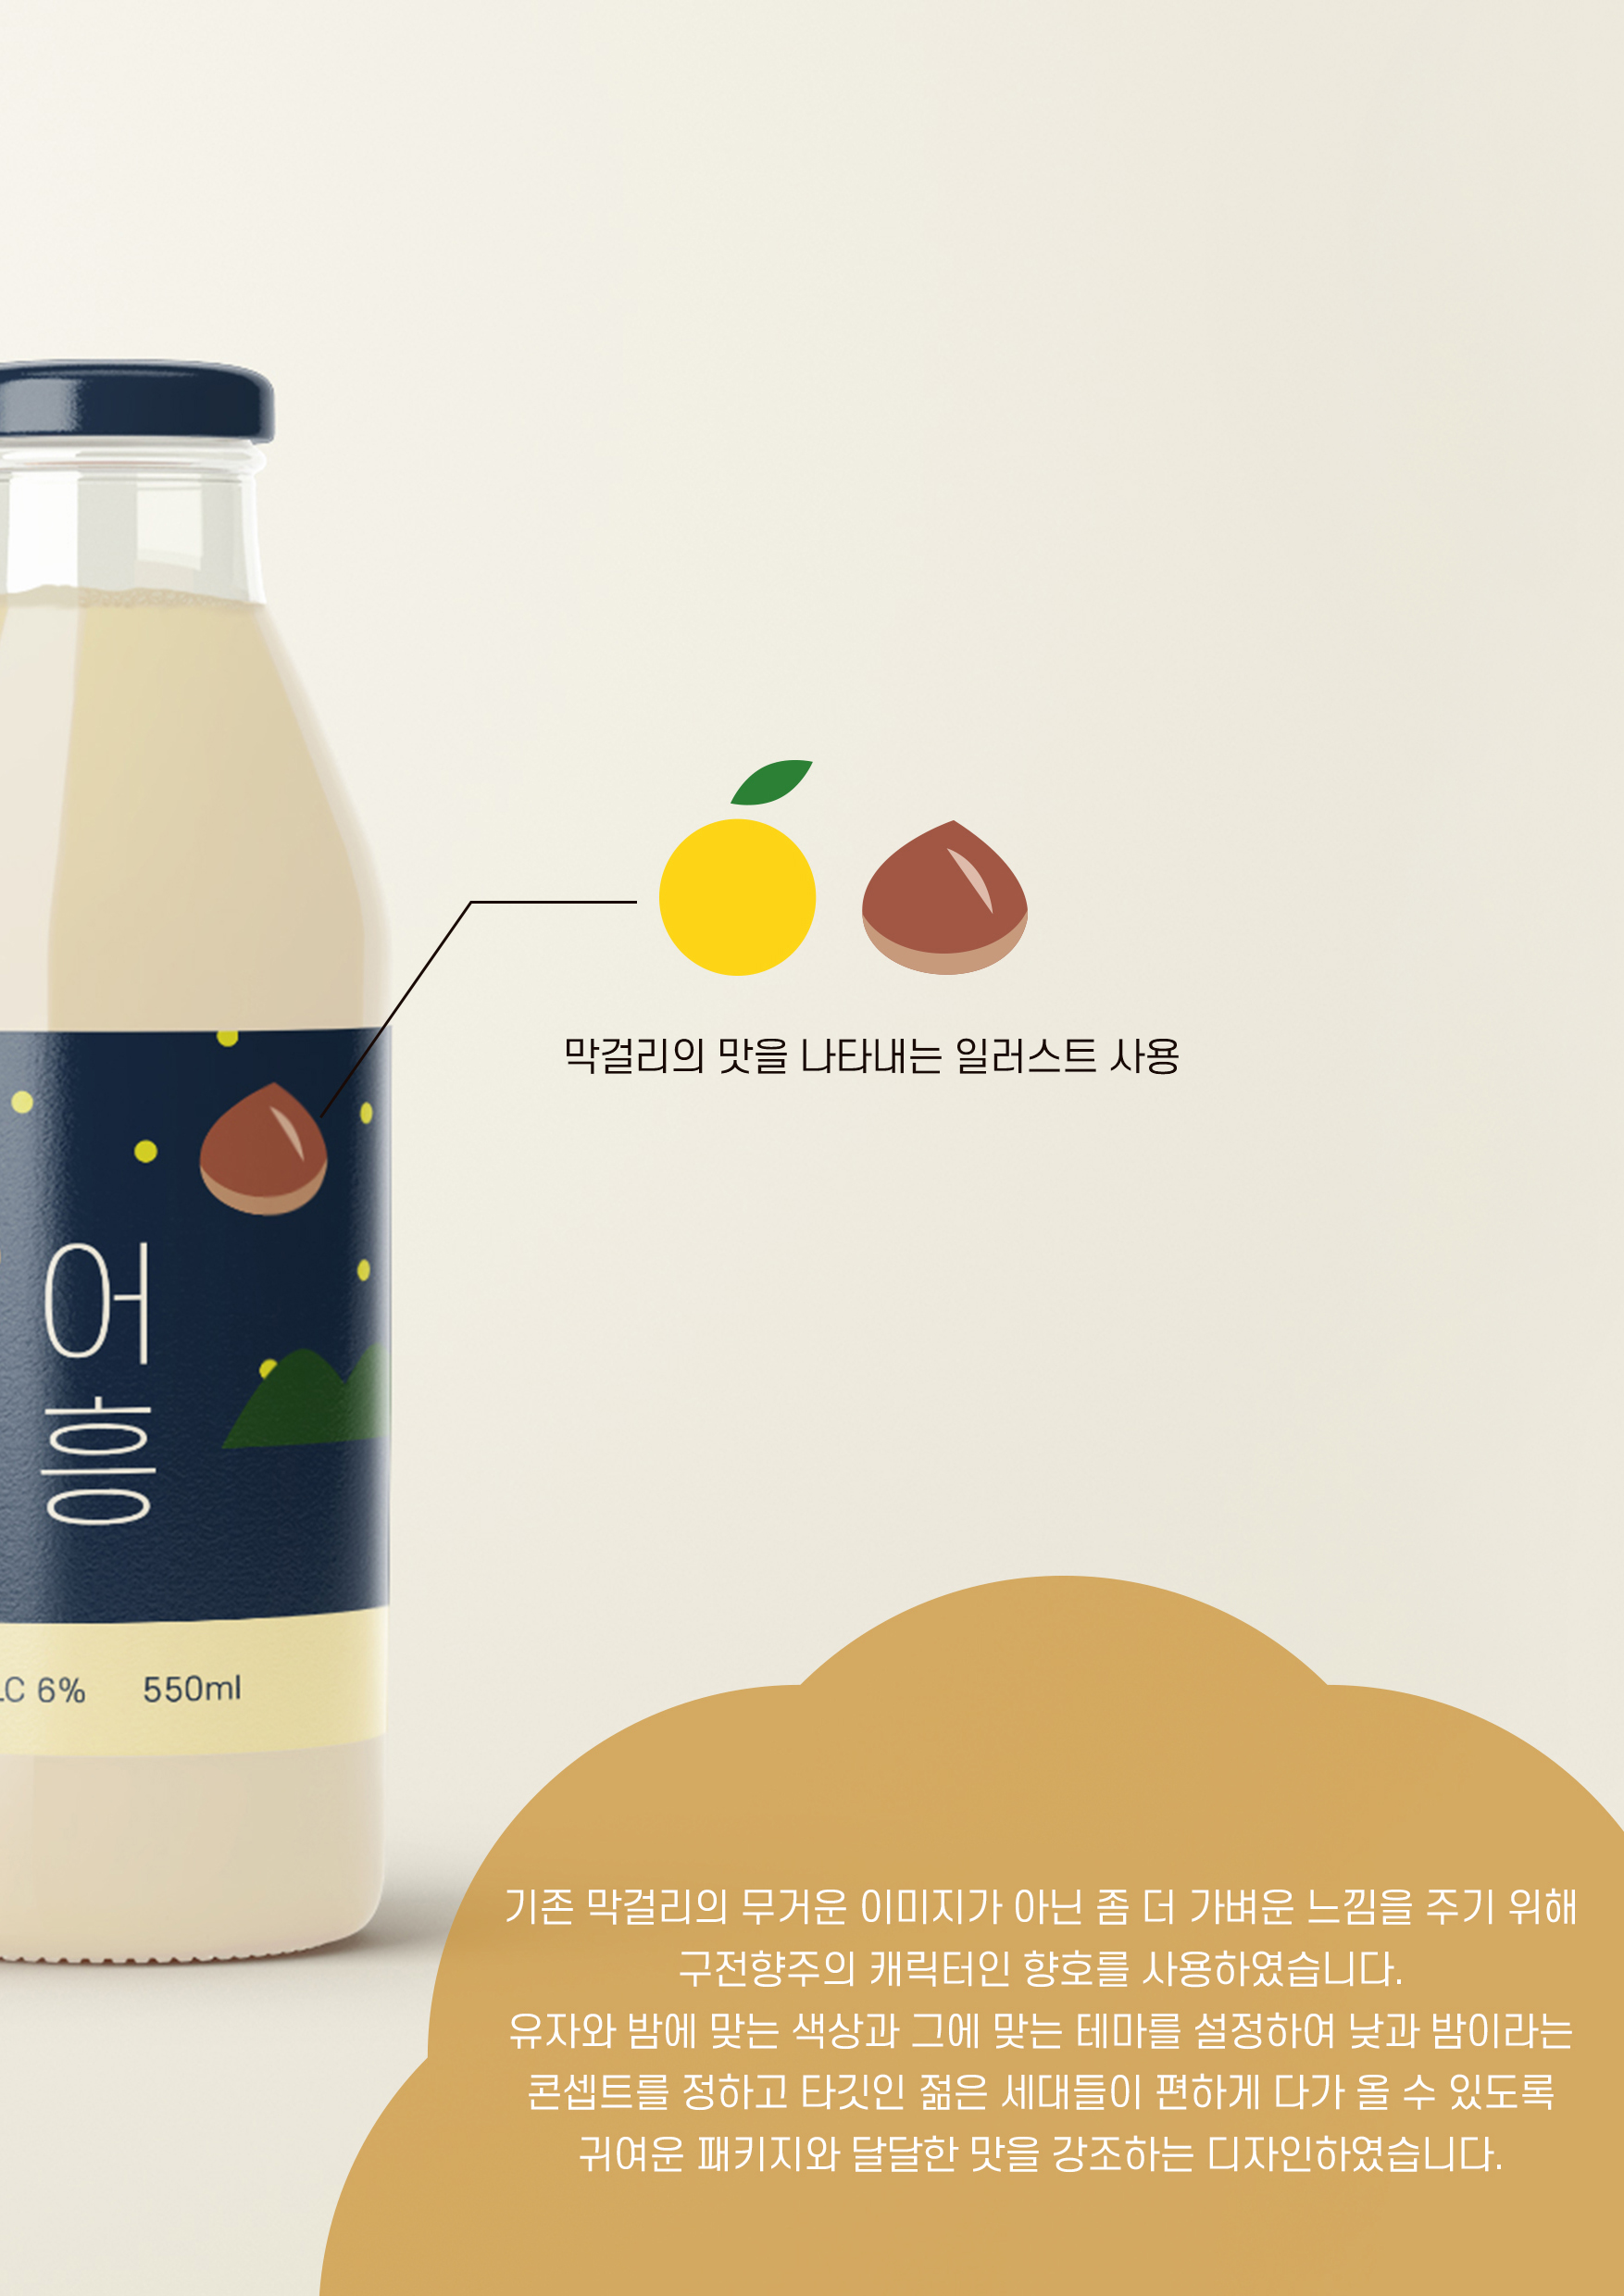 막걸리의 맛을 나타내는 일러스트 사용
어
흥
6% 550ml
기존 막걸리의 무거운 이미지가 아닌 좀 더 가벼운 느낌을 주기 위해
구전향주의 캐릭터인 향호를 사용하였습니다.
유자와 밤에 맞는 색상과 그에 맞는 테마를 설정하여 낮과 밤이라는
콘셉트를 정하고 타깃인 젊은 세대들이 편하게 다가 올 수 있도록
귀여운 패키지와 달달한 맛을 강조하는 디자인하였습니다.